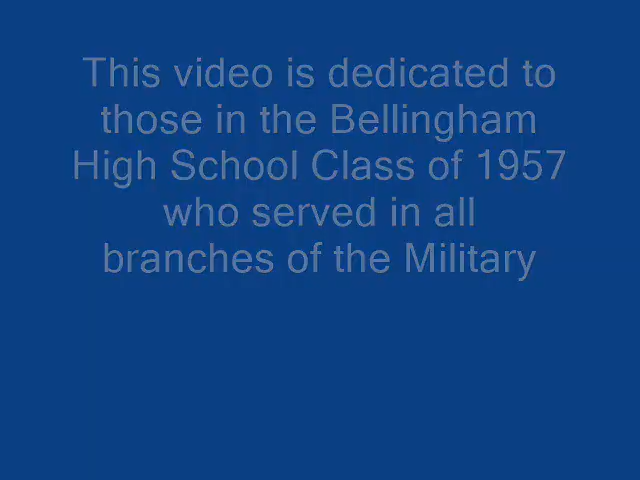 This video is dedicated to
those in the Bellingham
High School Class of 1957
who served in all
branches of the Military